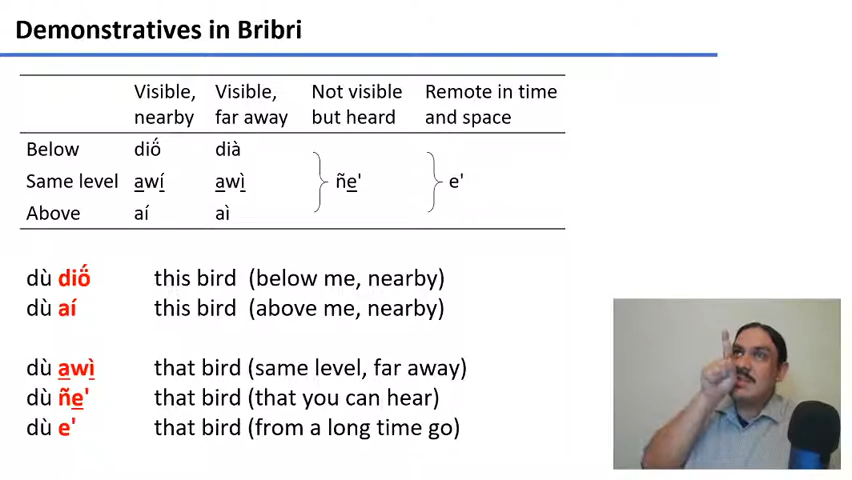 Demonstratives in Bribri
Visible, nearby Visible, far away Not visible but heard Remote in time and space
Below diő dià
Same level a̱wí̱ a̱wì̱ ñe̱' e'
Above aí aì
dù diő this bird (below me, nearby)
dù aí this bird (above me, nearby)
dù a̱wì̱ that bird (same level, far away)
dù ñe̱' that bird (that you can hear)
dù e' that bird (from a long time go)